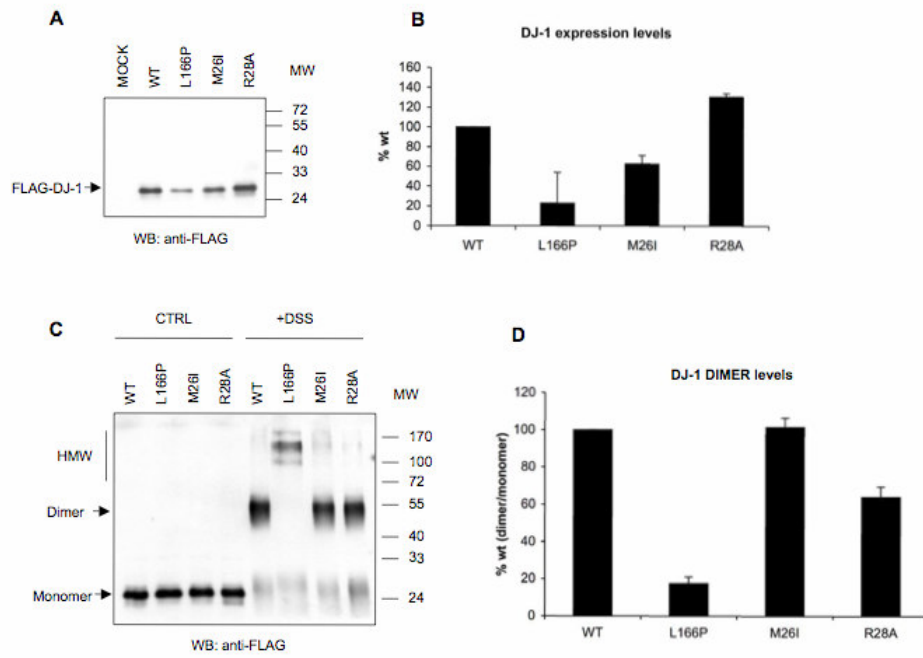 A
MOCK
WT
L166P
M26I
R28A
MW
72
55
40
33
24
FLAG-DJ-1
WB: anti-FLAG
B
DJ-1 expression levels
% wt
160
140
120
100
80
60
40
20
0
WT L166P M26I R28A
C
CTRL +DSS
WT
L166P
M26I
R28A
WT
L166P
M26I
R28A
MW
HMW
Dimer
Monomer
170
100
72
55
40
33
24
WB: anti-FLAG
D
DJ-1 DIMER levels
% wt (dimer/monomer)
120
100
80
60
40
20
0
WT L166P M26I R28A